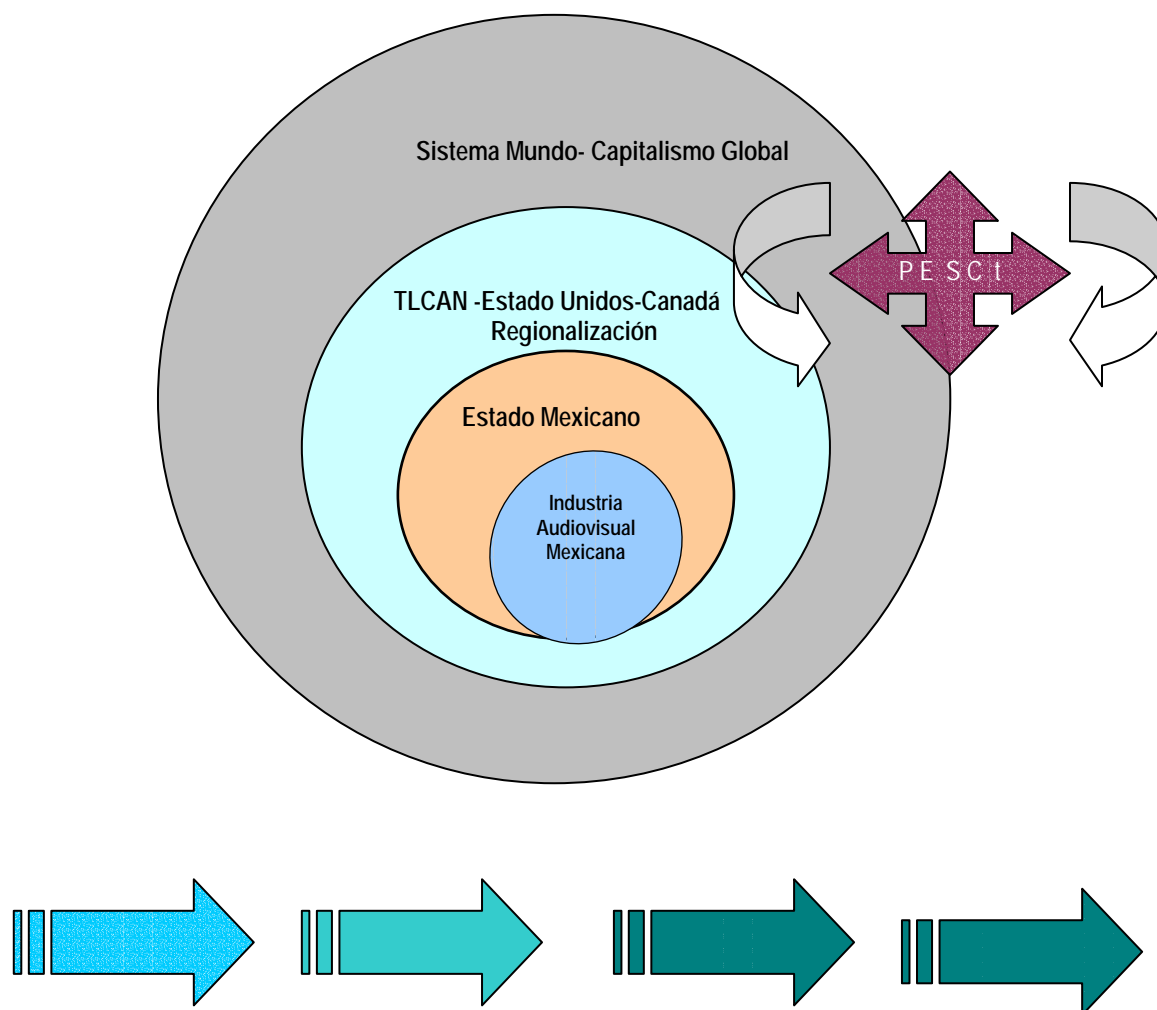 Sistema Mundo- Capitalismo Global
P E S C t
TLCAN -Estado Unidos-Canadá
Regionalización
Estado Mexicano
Industria
Audiovisual
Mexicana